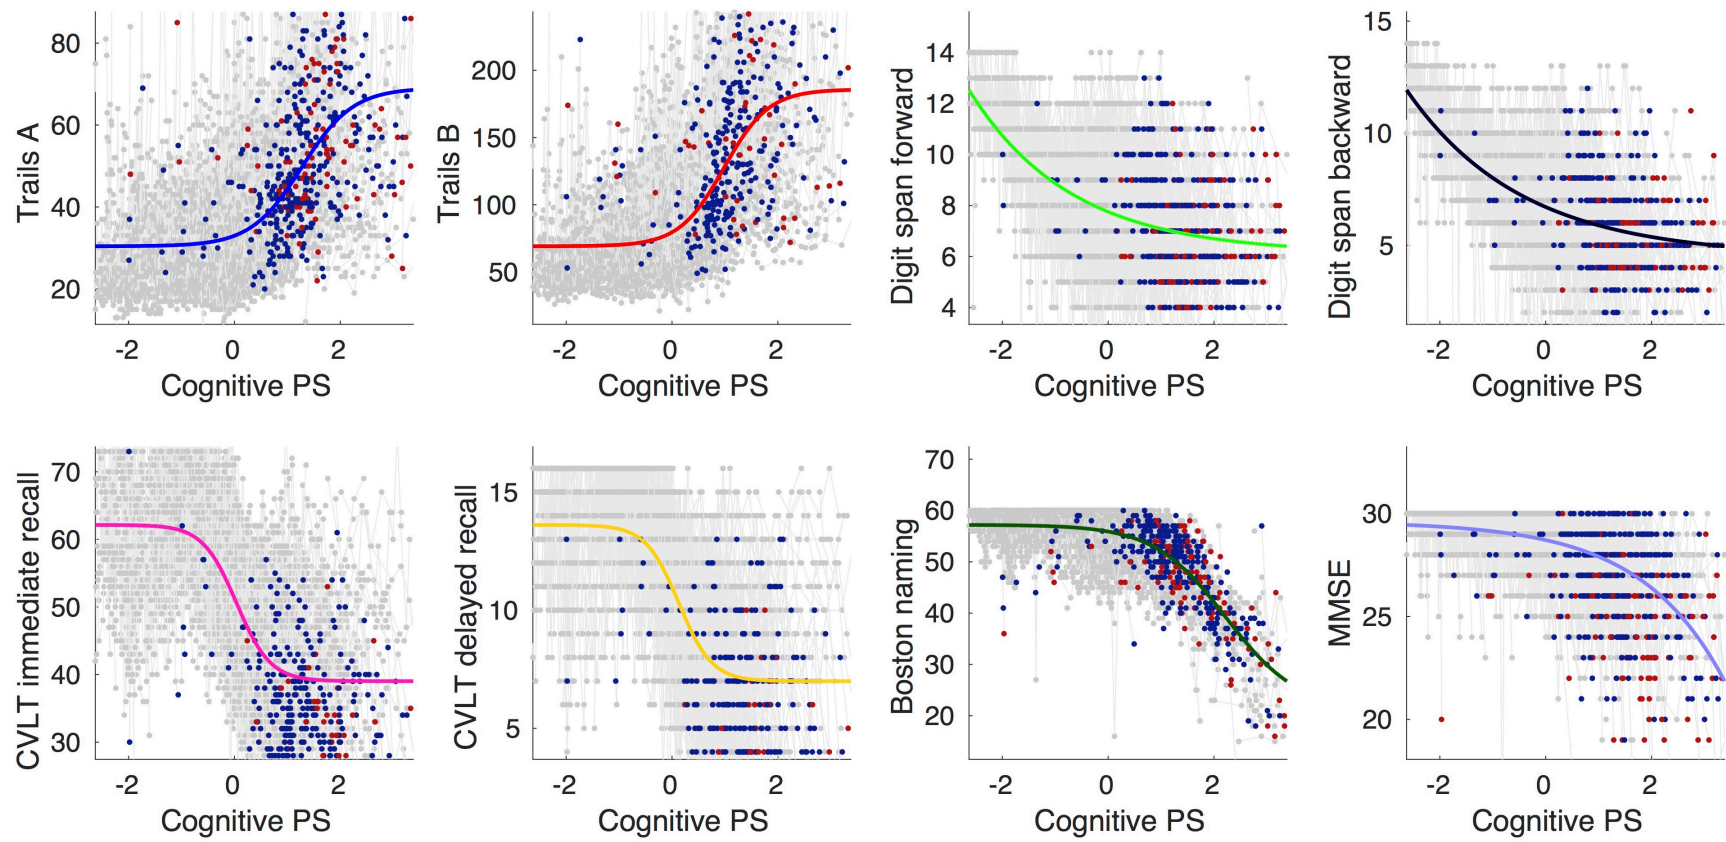 Trails A
80
60
40
20
-2 0 2
Cognitive PS
Trails B
200
150
100
50
-2 0 2
Cognitive PS
Digit span forward
14
12
10
8
6
4
-2 0 2
Cognitive PS
Digit span backward
15
10
5
-2 0 2
Cognitive PS
CVLT immediate recall
70
60
50
40
30
-2 0 2
Cognitive PS
CVLT delayed recall
15
10
5
-2 0 2
Cognitive PS
Boston naming
70
60
50
40
30
20
-2 0 2
Cognitive PS
MMSE
30
25
20
-2 0 2
Cognitive PS